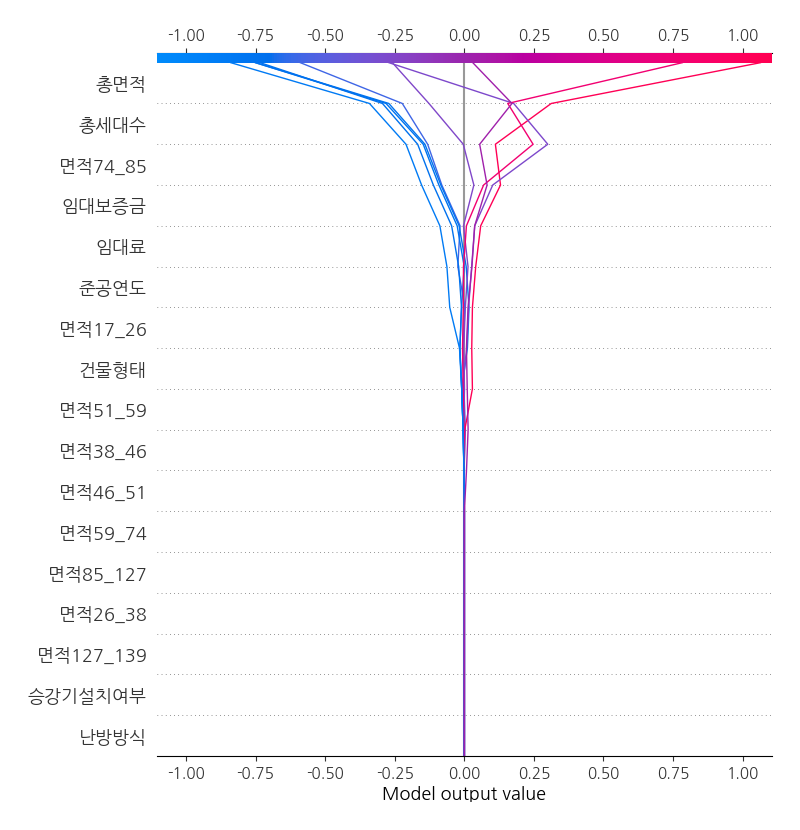 -1.00 -0.75 -0.50 -0.25 0.00 0.25 0.50 0.75 1.00
총면적
총세대수
면적74_85
임대보증금
임대료
준공연도
면적17_26
건물형태
면적51_59
면적38_46
면적46_51
면적59_74
면적85_127
면적26_38
면적127_139
승강기설치여부
난방방식
-1.00 -0.75 -0.50 -0.25 0.00 0.25 0.50 0.75 1.00
Model output value